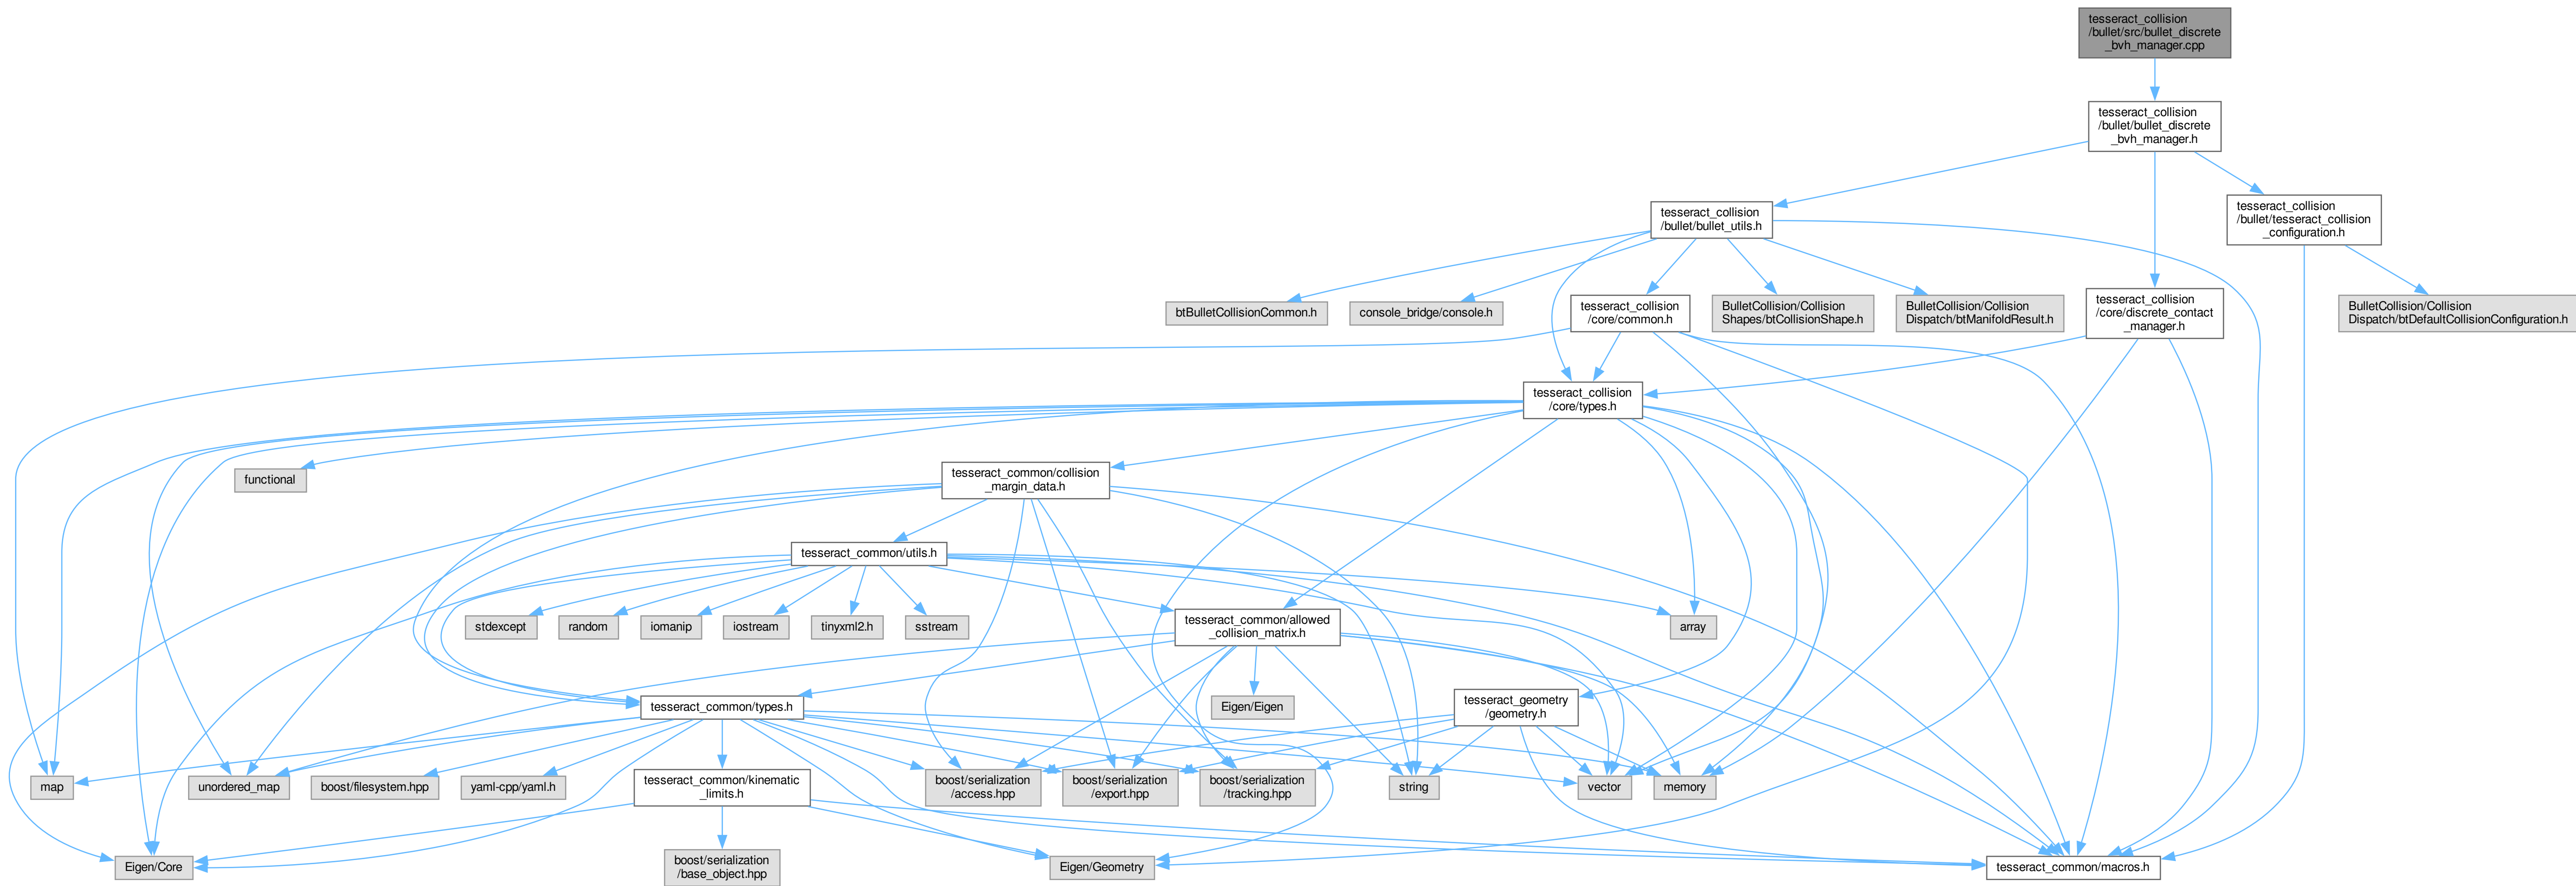 tesseract_collision
/bullet/src/bullet_discrete
_bvh_manager.cpp
tesseract_collision
/bullet/bullet_discrete
_bvh_manager.h
tesseract_collision
/bullet/bullet_utils.h
tesseract_collision
/bullet/tesseract_collision
_configuration.h
btBulletCollisionCommon.h
console_bridge/console.h
tesseract_collision
/core/common.h
BulletCollision/Collision
Shapes/btCollisionShape.h
BulletCollision/Collision
Dispatch/btManifoldResult.h
tesseract_collision
/core/discrete_contact
_manager.h
BulletCollision/Collision
Dispatch/btDefaultCollisionConfiguration.h
tesseract_collision
/core/types.h
functional
tesseract_common/collision
_margin_data.h
tesseract_common/utils.h
stdexcept
random
iomanip
iostream
tinyxml2.h
sstream
tesseract_common/allowed
_collision_matrix.h
array
tesseract_common/types.h
Eigen/Eigen
tesseract_geometry
/geometry.h
map
unordered_map
boost/filesystem.hpp
yaml-cpp/yaml.h
tesseract_common/kinematic
_limits.h
boost/serialization
/access.hpp
boost/serialization
/export.hpp
boost/serialization
/tracking.hpp
string
vector
memory
Eigen/Core
boost/serialization
/base_object.hpp
Eigen/Geometry
tesseract_common/macros.h